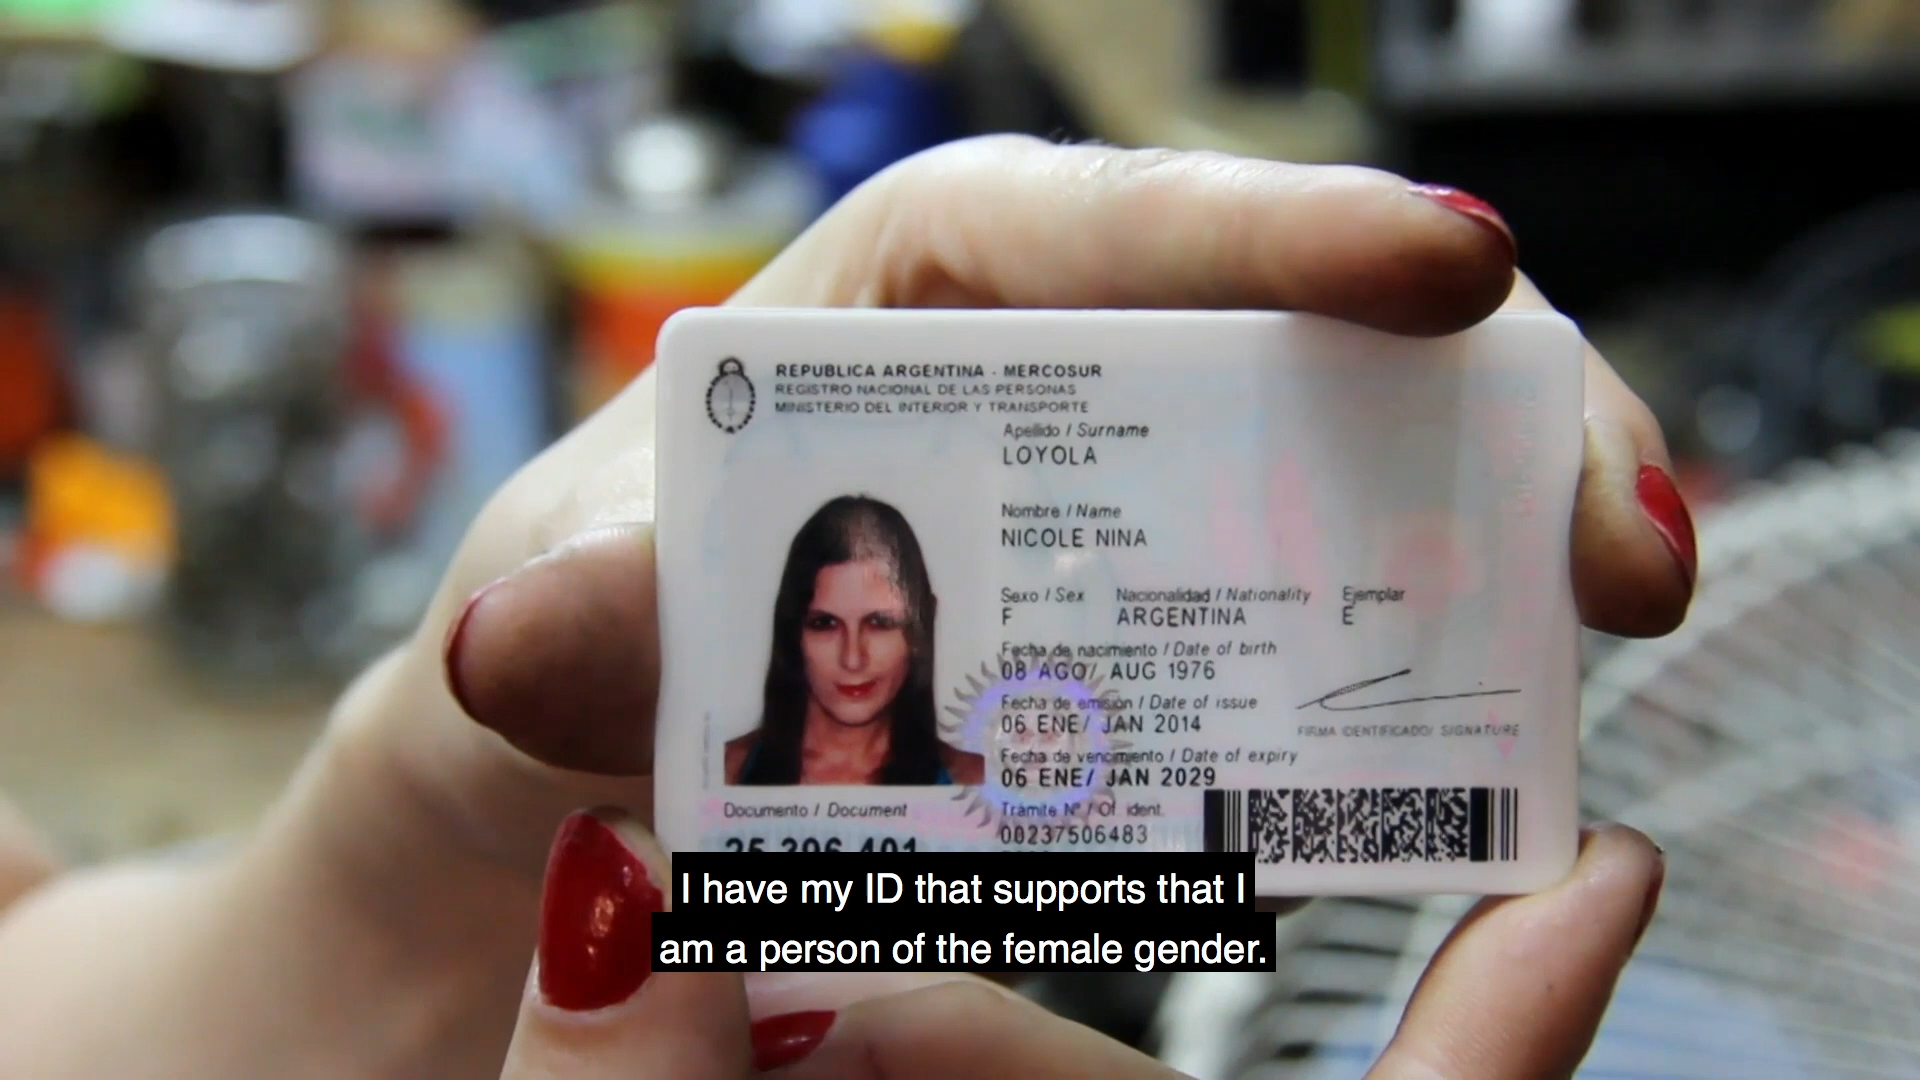 REPUBLICA ARGENTINA - MERCOSUR
REGISTRO NACIONAL DE LAS PERSONAS
MINISTERIO DEL INTERIOR Y TRANSPORTE
Apellido / Surname
LOYOLA
Nombre / Name
NICOLE NINA
Sexo / Sex Nacionalidad / Nationality Ejemplar
F ARGENTINA E
Fecha de nacimiento / Date of birth
08 AGO/ AUG 1976
Fecha de emisión / Date of issue
06 ENE/ JAN 2014
FIRMA IDENTIFICADO/ SIGNATURE
Fecha de vencimiento / Date of expiry
06 ENE/ JAN 2029
Documento / Document Trámite Nº / Of. ident.
00237506483
I have my ID that supports that I
am a person of the female gender.